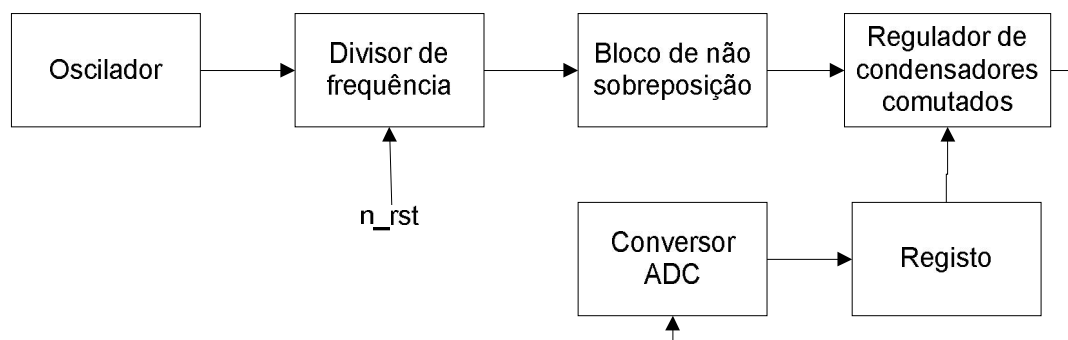 Oscilador
Divisor de
frequência
Bloco de não
sobreposição
Regulador de
condensadores
comutados
n_rst
Conversor
ADC
Registo